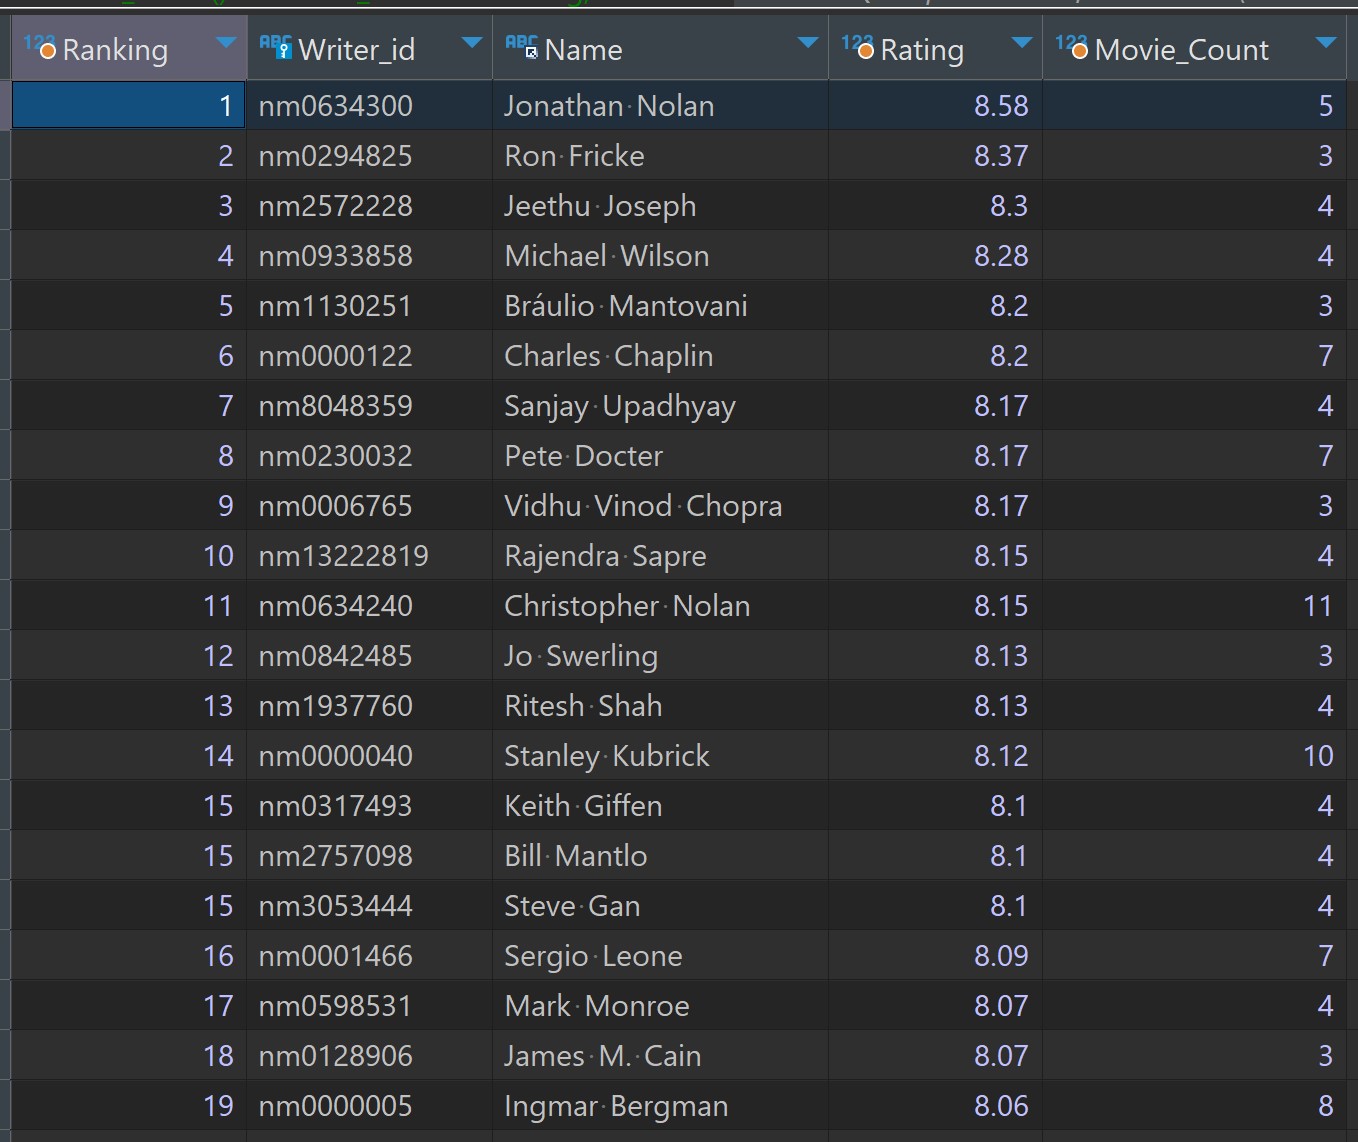 123 Ranking ABC Writer_id ABC Name 123 Rating 123 Movie_Count
1 nm0634300 Jonathan·Nolan 8.58 5
2 nm0294825 Ron·Fricke 8.37 3
3 nm2572228 Jeethu·Joseph 8.3 4
4 nm0933858 Michael·Wilson 8.28 4
5 nm1130251 Bráulio·Mantovani 8.2 3
6 nm0000122 Charles·Chaplin 8.2 7
7 nm8048359 Sanjay·Upadhyay 8.17 4
8 nm0230032 Pete·Docter 8.17 7
9 nm0006765 Vidhu·Vinod·Chopra 8.17 3
10 nm13222819 Rajendra·Sapre 8.15 4
11 nm0634240 Christopher·Nolan 8.15 11
12 nm0842485 Jo·Swerling 8.13 3
13 nm1937760 Ritesh·Shah 8.13 4
14 nm0000040 Stanley·Kubrick 8.12 10
15 nm0317493 Keith·Giffen 8.1 4
15 nm2757098 Bill·Mantlo 8.1 4
15 nm3053444 Steve·Gan 8.1 4
16 nm0001466 Sergio·Leone 8.09 7
17 nm0598531 Mark·Monroe 8.07 4
18 nm0128906 James·M.·Cain 8.07 3
19 nm0000005 Ingmar·Bergman 8.06 8